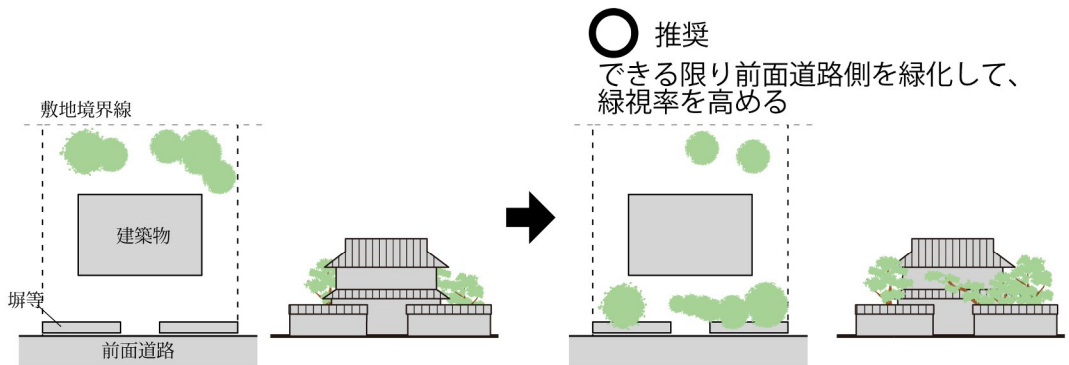 推奨
できる限り前面道路側を緑化して、
緑視率を高める
敷地境界線
建築物
塀等
前面道路